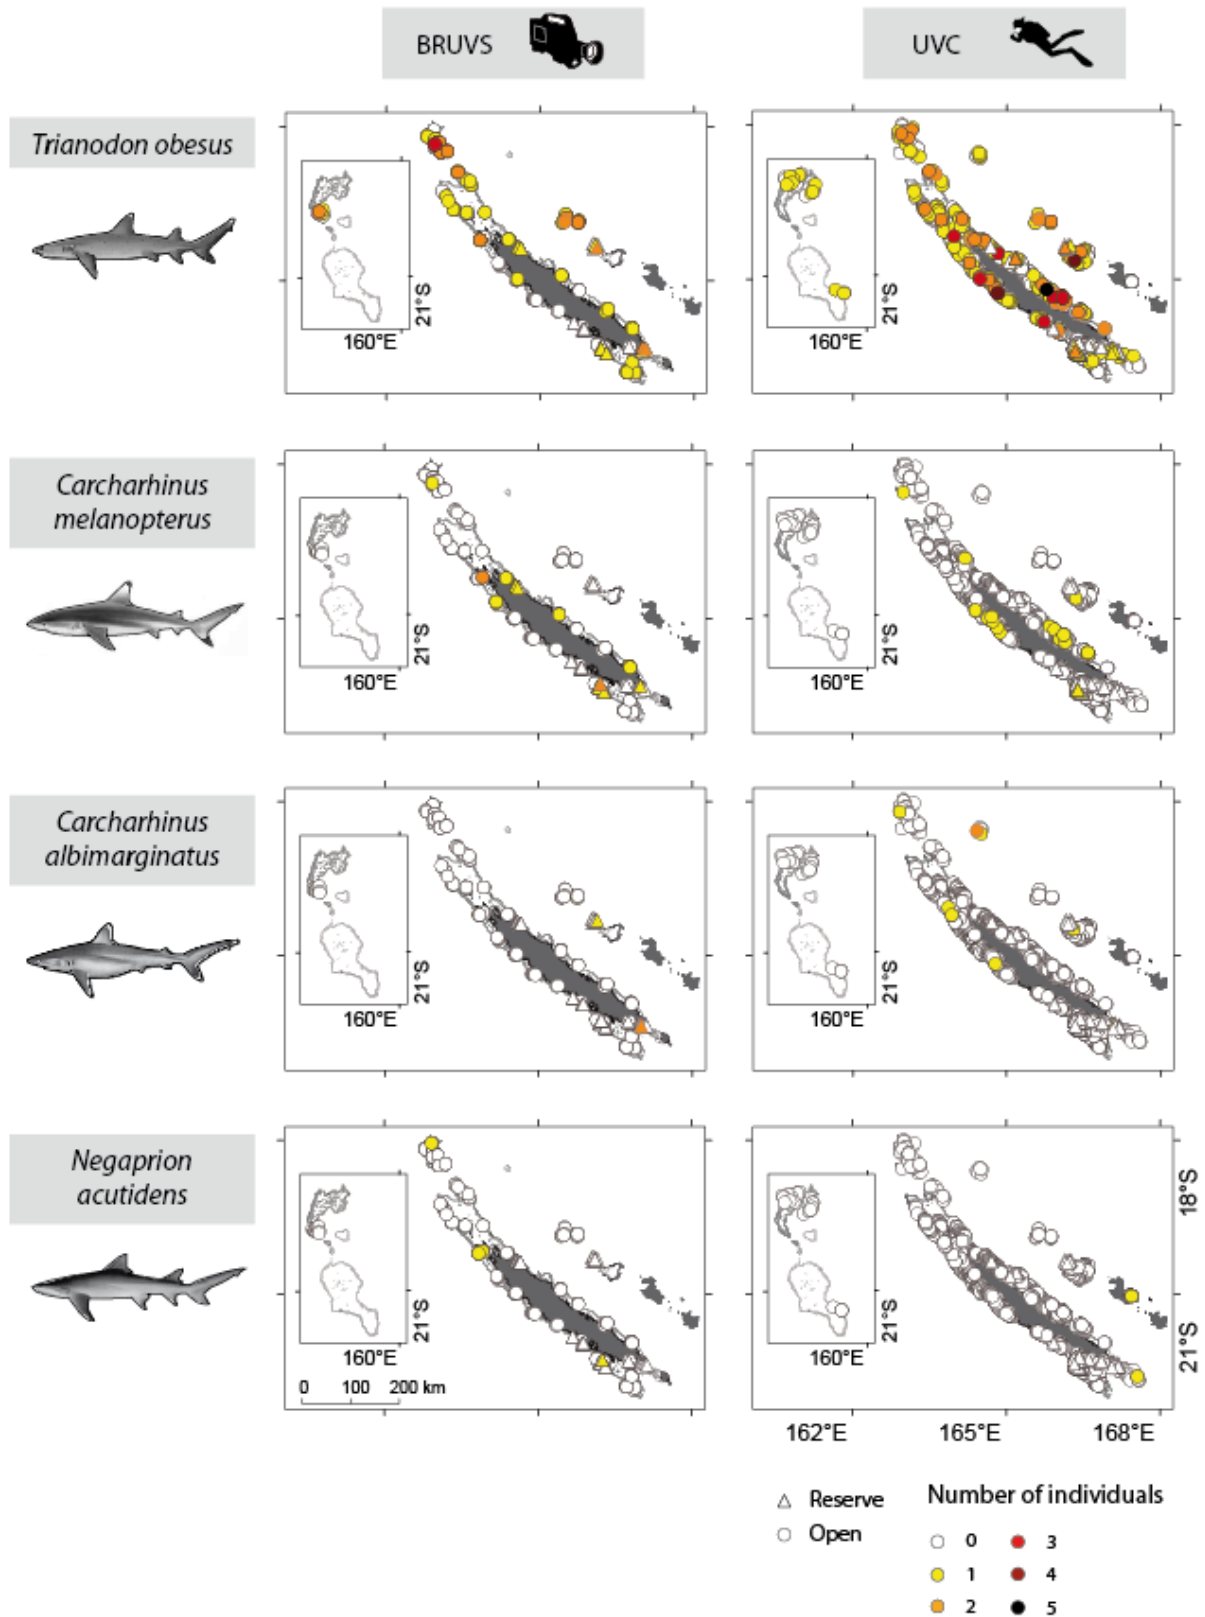 BRUVS
UVC
Trianodon obesus
21°S
160°E
21°S
160°E
Carcharhinus
melanopterus
21°S
160°E
21°S
160°E
Carcharhinus
albimarginatus
21°S
160°E
21°S
160°E
Negaprion
acutidens
21°S
160°E
0 100 200 km
21°S
160°E
18°S
21°S
162°E 165°E 168°E
Reserve
Open
Number of individuals
0 3
1 4
2 5